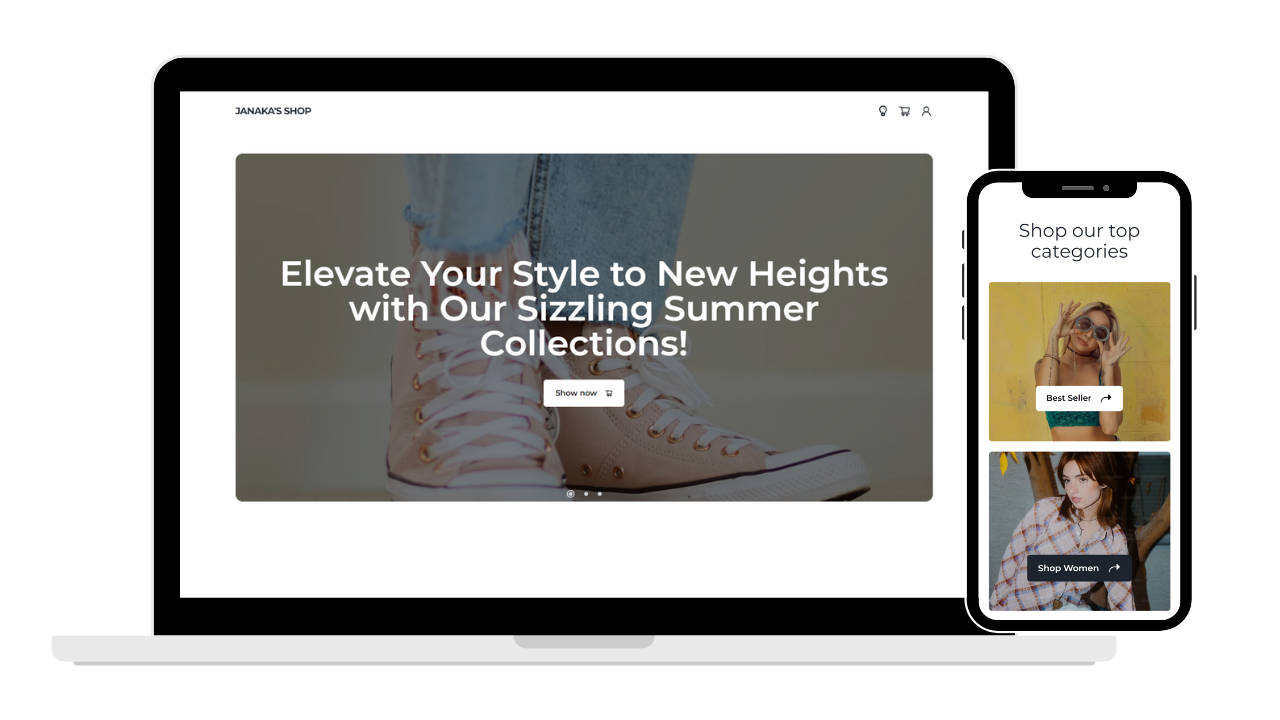 JANAKA'S SHOP
Elevate Your Style to New Heights
with Our Sizzling Summer
Collections!
Show now
Shop our top
categories
Best Seller
Shop Women